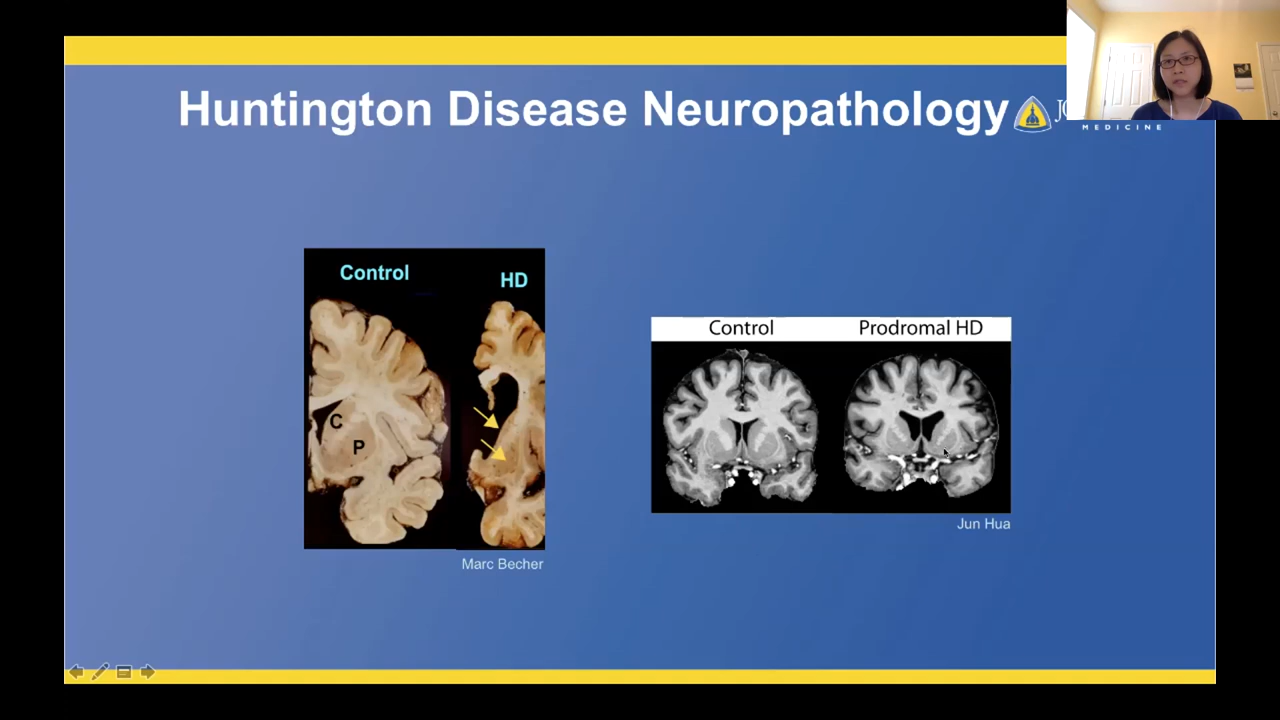 Huntington Disease Neuropathology
MEDICINE
Control
HD
C
P
Marc Becher
Control Prodromal HD
Jun Hua